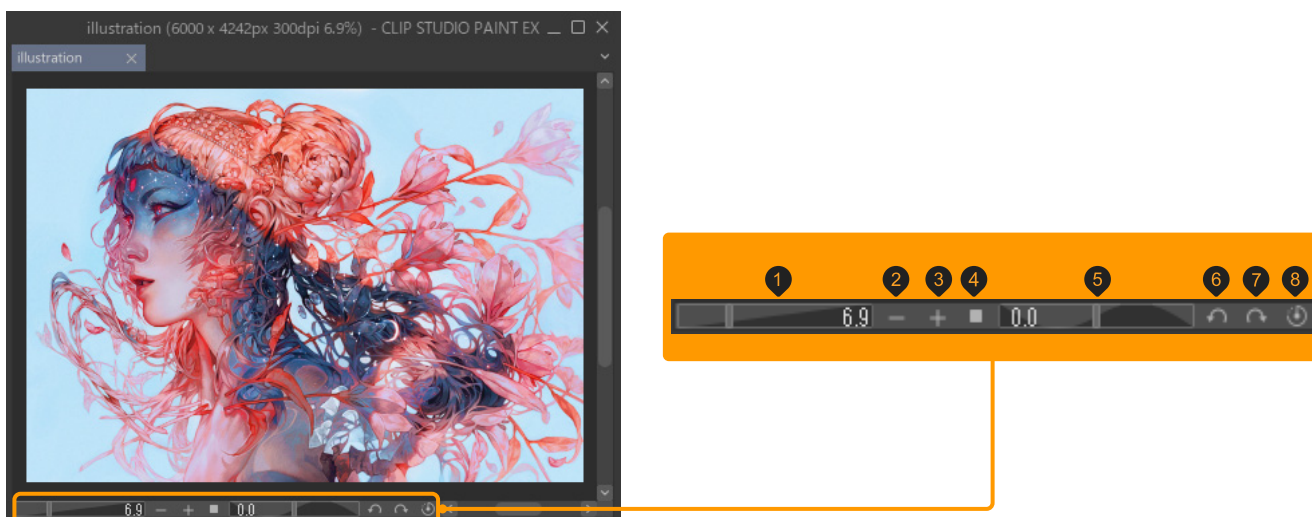 illustration (6000 x 4242px 300dpi 6.9%) - CLIP STUDIO PAINT EX
illustration
6.9 0.0
1 2 3 4 5 6 7 8
6.9 0.0